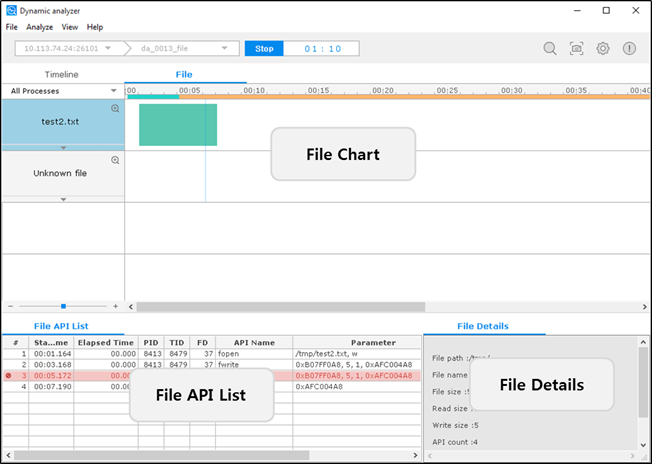 Dynamic analyzer
File Analyze View Help
10.113.74.24:26101 da_0013_file Stop 01:10
Timeline File
All Processes :00 00:05 00:10 00:15 00:20 00:25 00:30 00:35 00:40
test2.txt
File Chart
Unknown file
File API List File Details
# Sta...me Elapsed Time PID TID FD API Name Parameter
1 00:01.164 00.000 8413 8479 37 fopen /tmp/test2.txt, w
2 00:03.168 00.000 8413 8479 37 fwrite 0xB07FF0A8, 5, 1, 0xAFC004A8
3 00:05.172 00.00 0xB07FF0A8, 5, 1, 0xAFC004A8
4 00:07.190 00.00 0xAFC004A8
File API List
File path :/tmp/
File name
File size :5
Read size :
Write size :5
API count :4
File Details